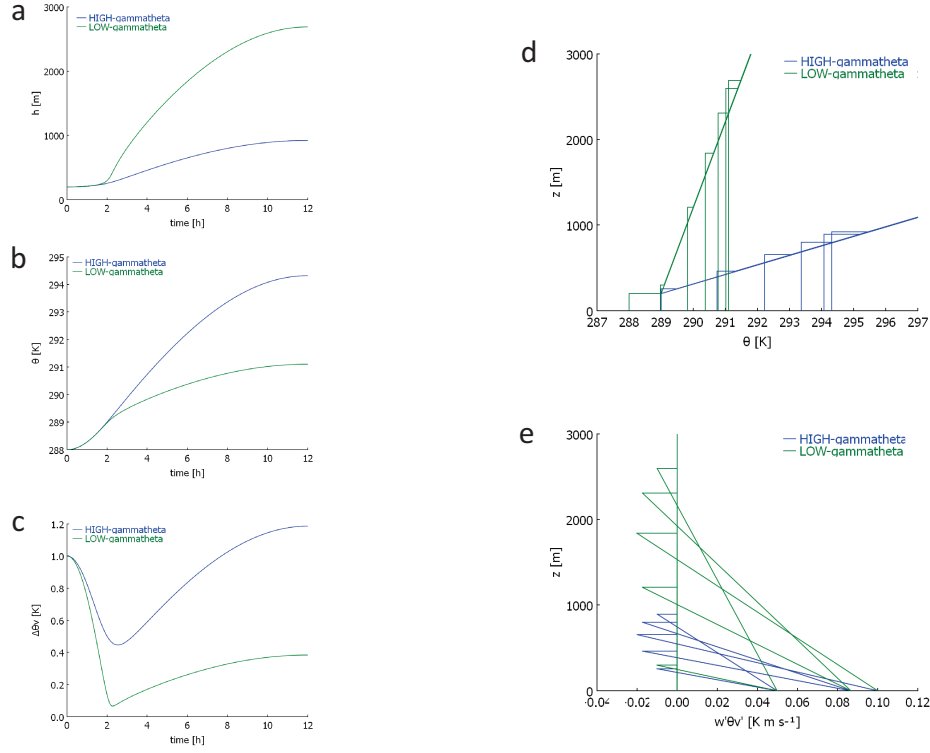 a
HIGH-gammatheta
LOW-gammatheta
3000
2000
1000
0
h [m]
0 2 4 6 8 10 12
time [h]
b
HIGH-gammatheta
LOW-gammatheta
295
294
293
292
291
290
289
288
θ [K]
0 2 4 6 8 10 12
time [h]
c
HIGH-gammatheta
LOW-gammatheta
1.2
1.0
0.8
0.6
0.4
0.2
0.0
Δθv [K]
0 2 4 6 8 10 12
time [h]
d
HIGH-gammatheta
LOW-gammatheta
3000
2000
1000
0
z [m]
287 288 289 290 291 292 293 294 295 296 297
θ [K]
e
HIGH-gammatheta
LOW-gammatheta
3000
2000
1000
0
z [m]
-0.04 -0.02 0.00 0.02 0.04 0.06 0.08 0.10 0.12
w'θv' [K m s⁻¹]